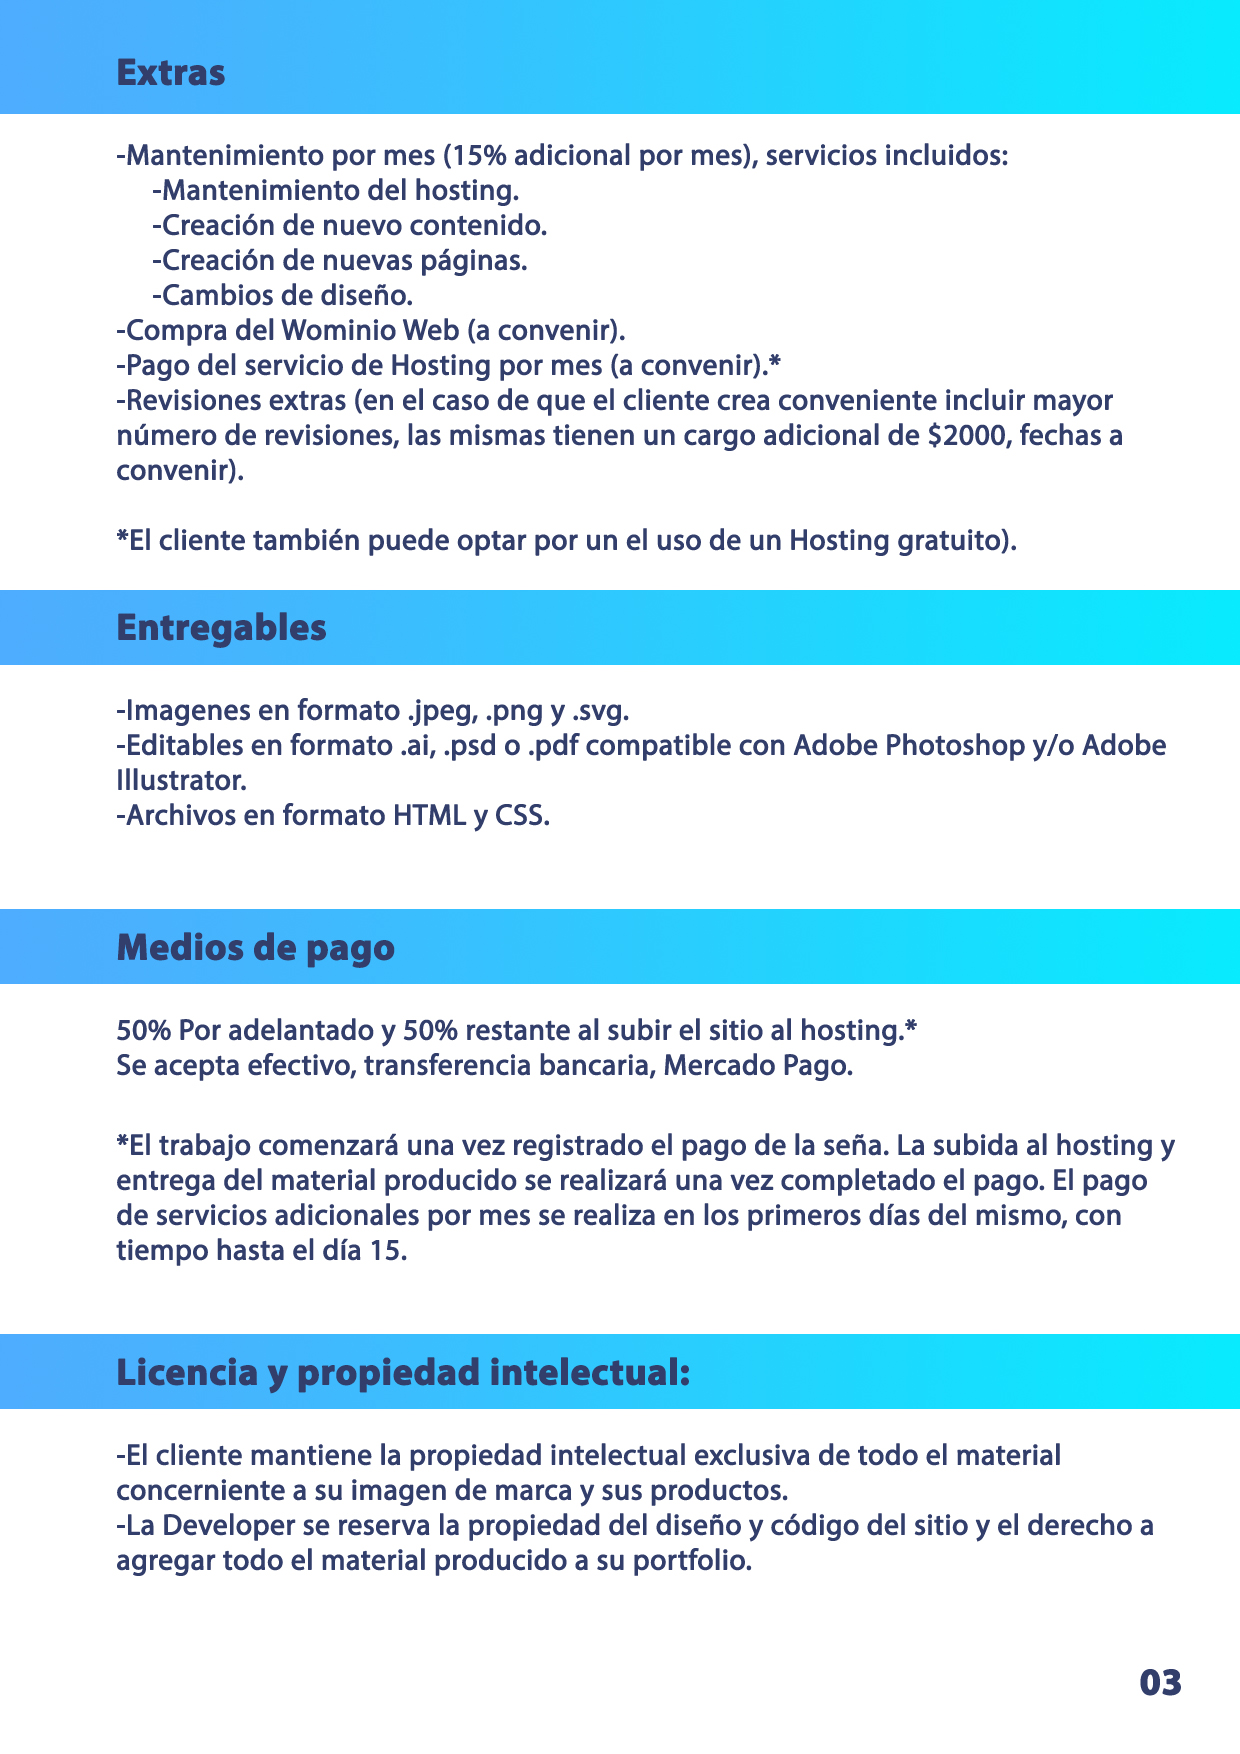 Extras
-Mantenimiento por mes (15% adicional por mes), servicios incluidos:
-Mantenimiento del hosting.
-Creación de nuevo contenido.
-Creación de nuevas páginas.
-Cambios de diseño.
-Compra del Wominio Web (a convenir).
-Pago del servicio de Hosting por mes (a convenir).*
-Revisiones extras (en el caso de que el cliente crea conveniente incluir mayor
número de revisiones, las mismas tienen un cargo adicional de $2000, fechas a
convenir).
*El cliente también puede optar por un el uso de un Hosting gratuito).
Entregables
-Imagenes en formato .jpeg, .png y .svg.
-Editables en formato .ai, .psd o .pdf compatible con Adobe Photoshop y/o Adobe
Illustrator.
-Archivos en formato HTML y CSS.
Medios de pago
50% Por adelantado y 50% restante al subir el sitio al hosting.*
Se acepta efectivo, transferencia bancaria, Mercado Pago.
*El trabajo comenzará una vez registrado el pago de la seña. La subida al hosting y
entrega del material producido se realizará una vez completado el pago. El pago
de servicios adicionales por mes se realiza en los primeros días del mismo, con
tiempo hasta el día 15.
Licencia y propiedad intelectual:
-El cliente mantiene la propiedad intelectual exclusiva de todo el material
concerniente a su imagen de marca y sus productos.
-La Developer se reserva la propiedad del diseño y código del sitio y el derecho a
agregar todo el material producido a su portfolio.
03